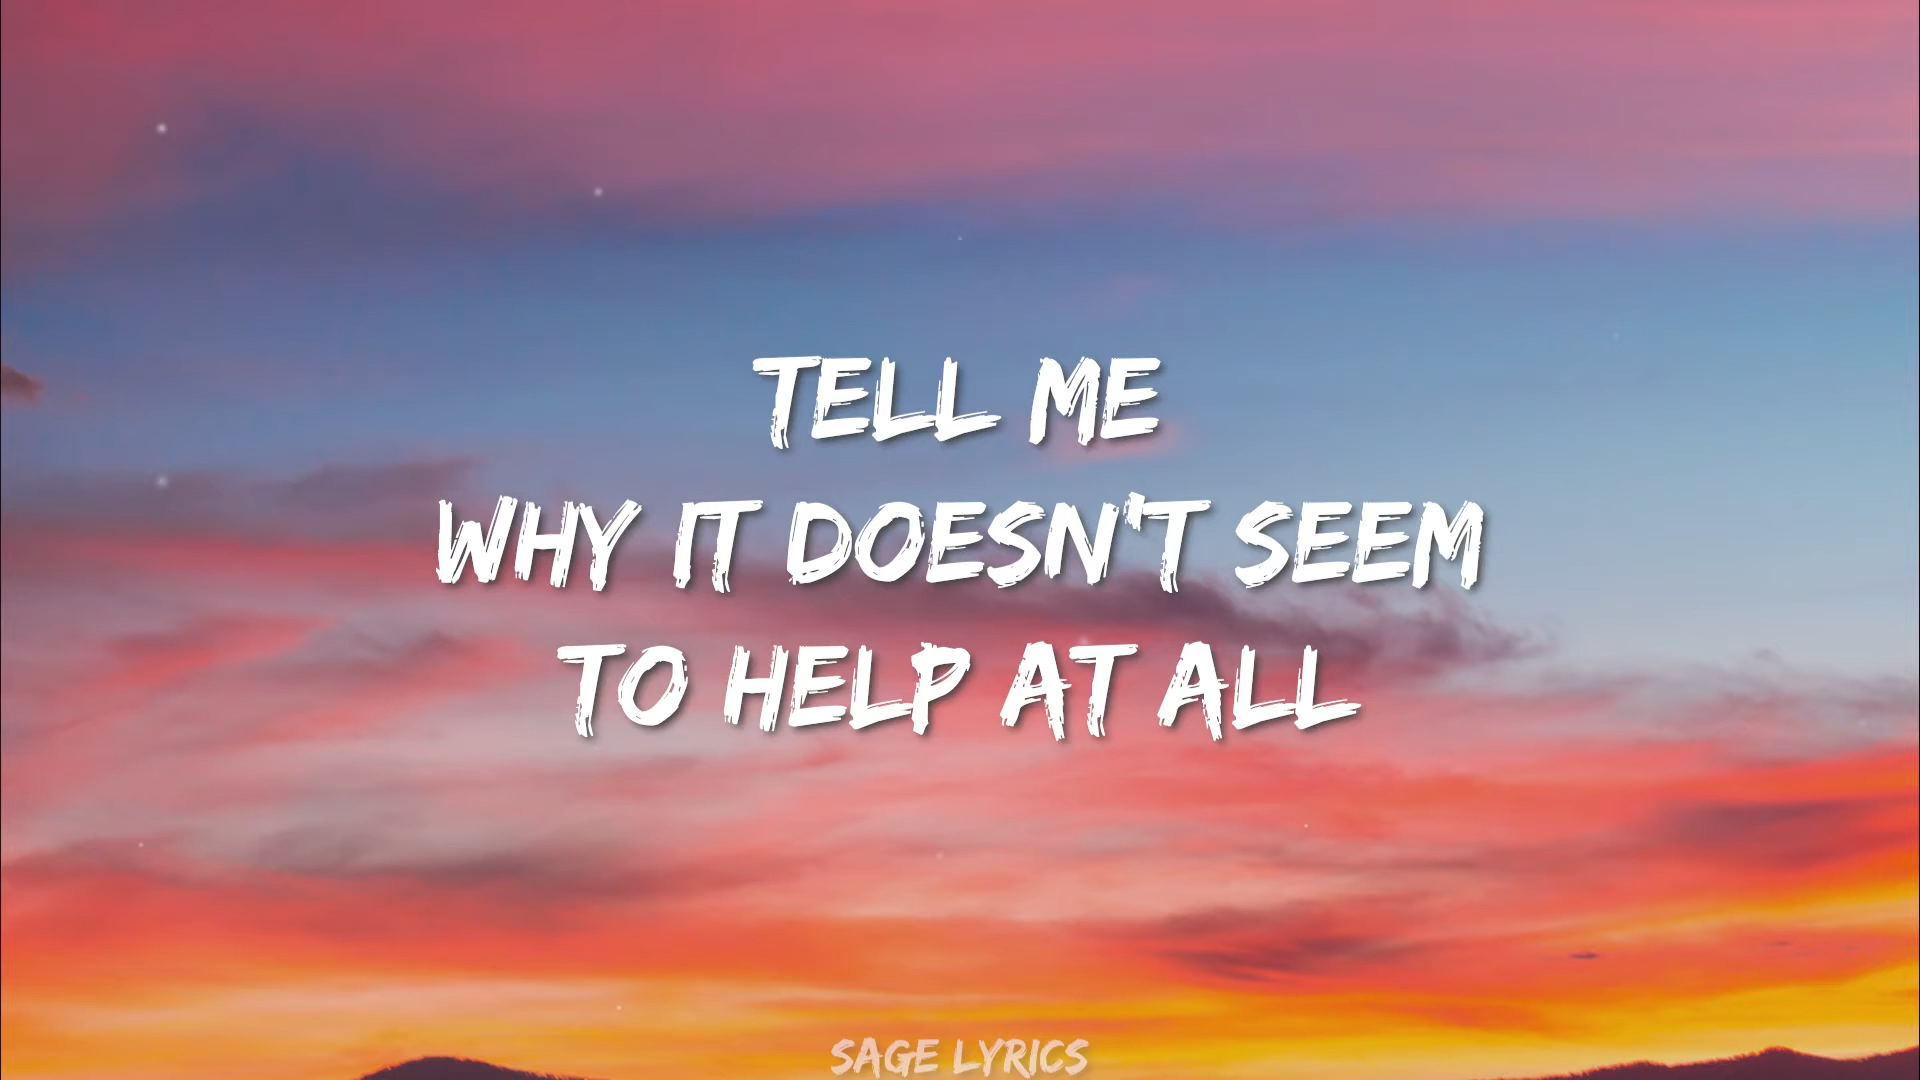 TELL ME
WHY IT DOESN'T SEEM
TO HELP AT ALL
SAGE LYRICS